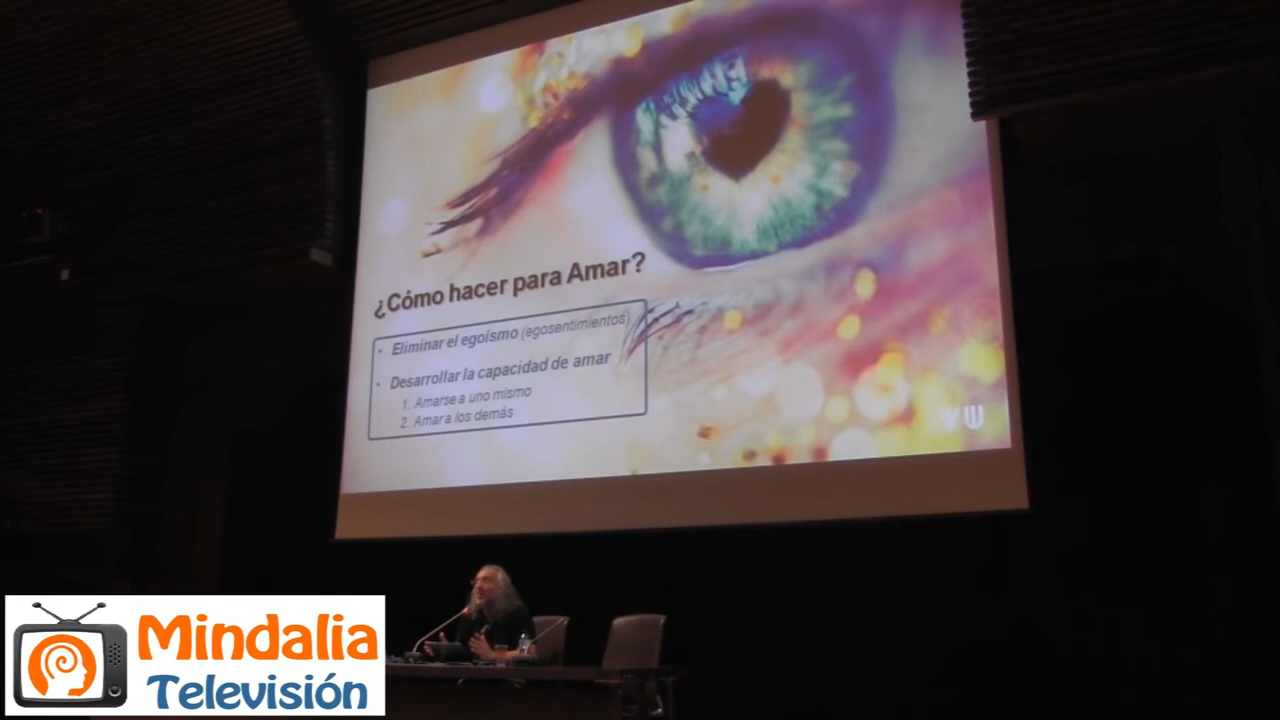 ¿Cómo hacer para Amar?
• Eliminar el egoísmo (egosentimientos)
• Desarrollar la capacidad de amar
1. Amarse a uno mismo
2. Amar a los demás
Mindalia
Televisión